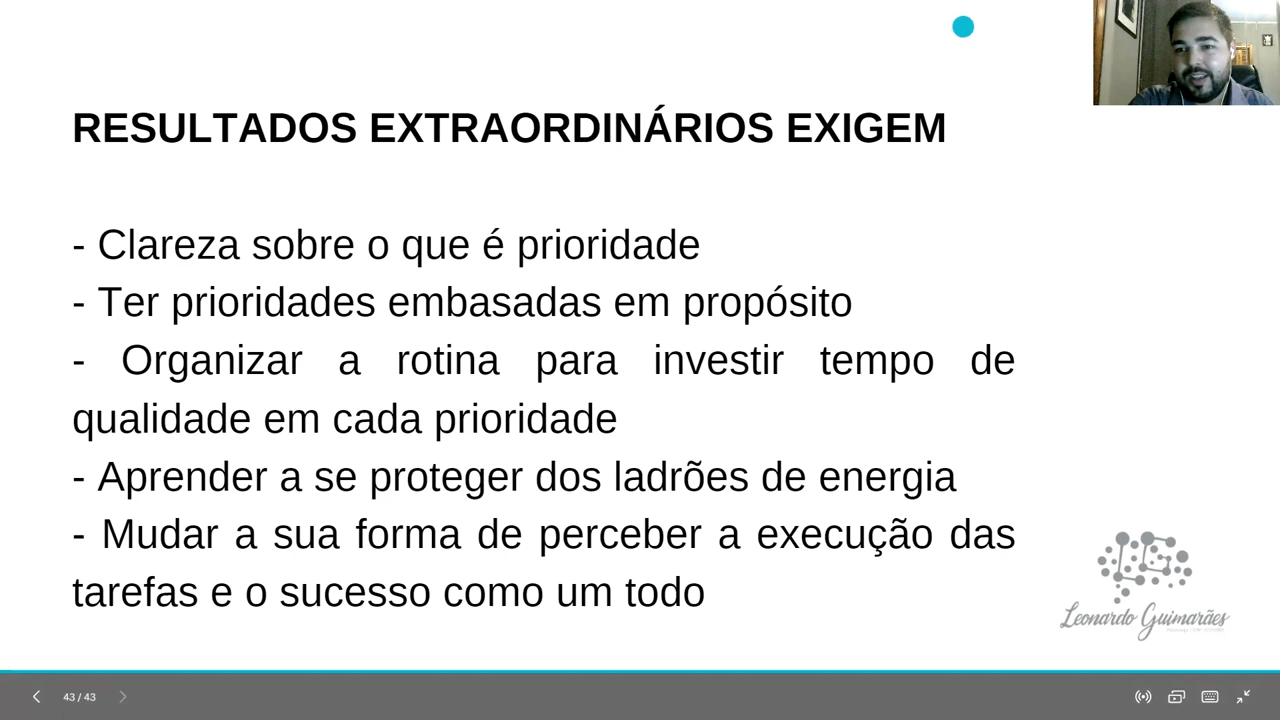 RESULTADOS EXTRAORDINÁRIOS EXIGEM
- Clareza sobre o que é prioridade
- Ter prioridades embasadas em propósito
- Organizar a rotina para investir tempo de
qualidade em cada prioridade
- Aprender a se proteger dos ladrões de energia
- Mudar a sua forma de perceber a execução das
tarefas e o sucesso como um todo
Leonardo Guimarães
43 / 43